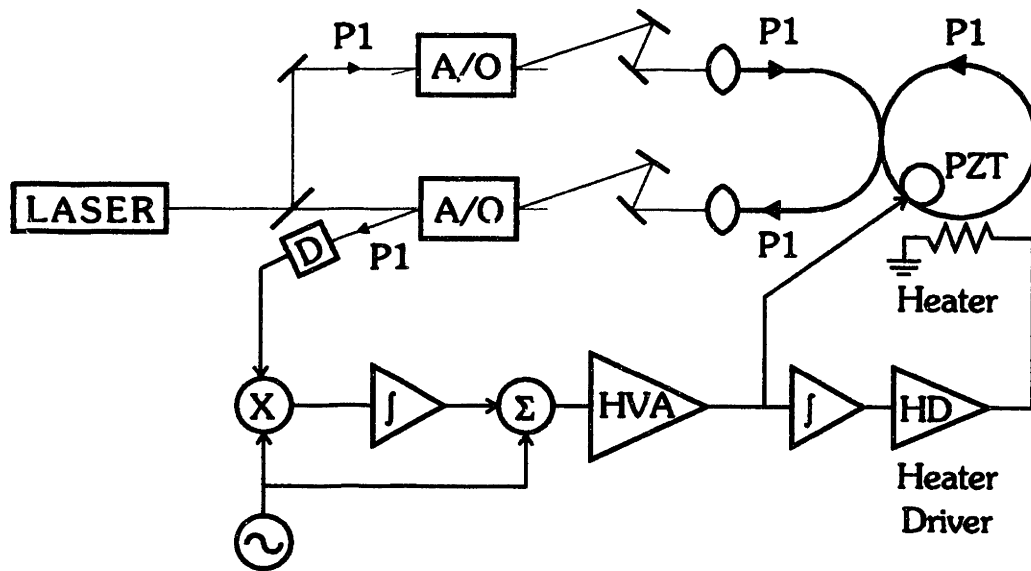 P1
A/O
P1
P1
PZT
LASER
A/O
D
P1
P1
Heater
X
∫
Σ
HVA
∫
HD
Heater
Driver